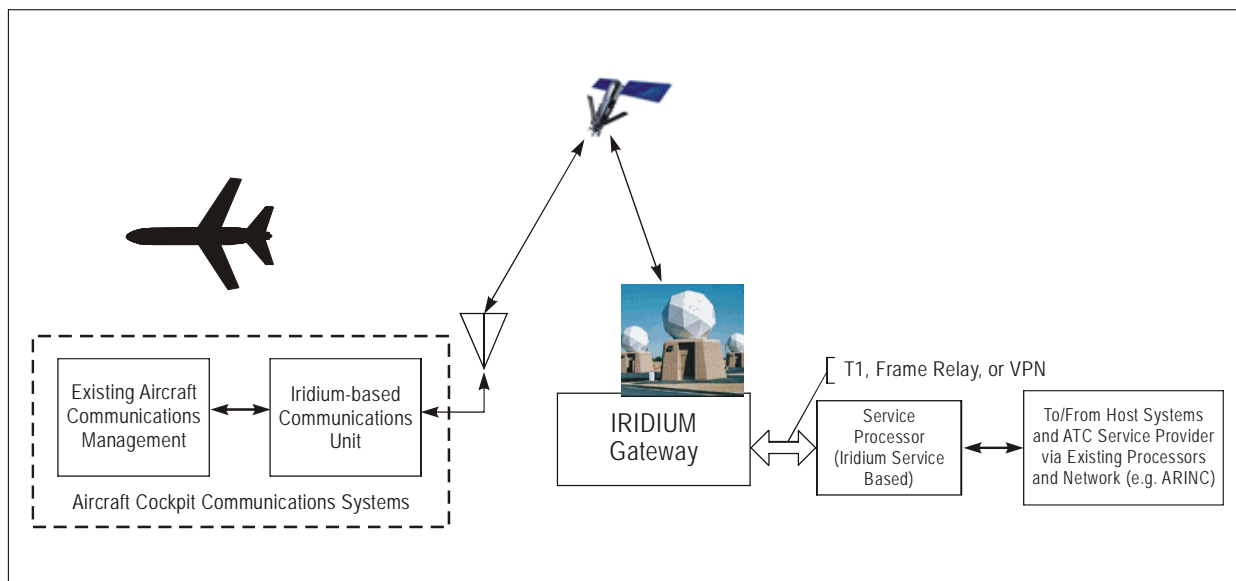 Existing Aircraft
Communications
Management
Iridium-based
Communications
Unit
Aircraft Cockpit Communications Systems
IRIDIUM
Gateway
T1, Frame Relay, or VPN
Service
Processor
(Iridium Service
Based)
To/From Host Systems
and ATC Service Provider
via Existing Processors
and Network (e.g. ARINC)